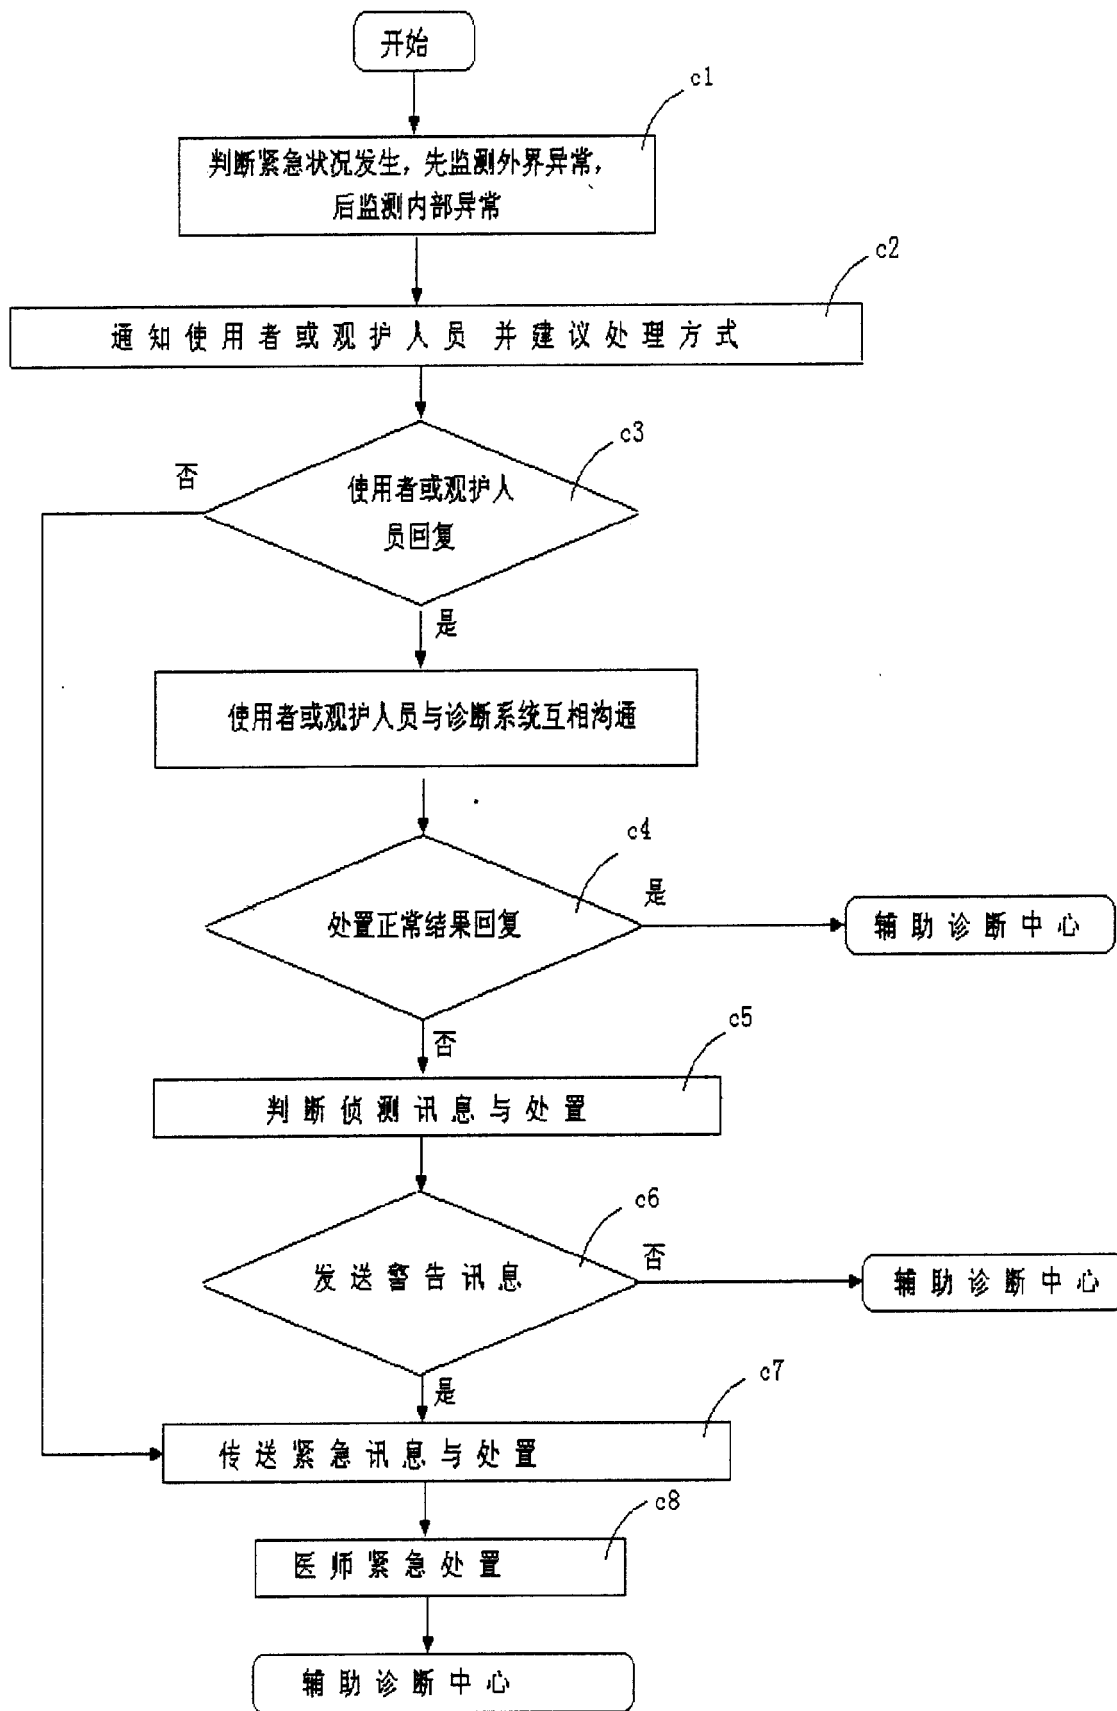 开始
c1
判断紧急状况发生，先监测外界异常，
后监测内部异常
c2
通知使用者或观护人员 并建议处理方式
c3
否
使用者或观护人
员回复
是
使用者或观护人员与诊断系统互相沟通
c4
是
处置正常结果回复
辅助诊断中心
否
c5
判断侦测讯息与处置
c6
否
发送警告讯息
辅助诊断中心
是
c7
传送紧急讯息与处置
c8
医师紧急处置
辅助诊断中心